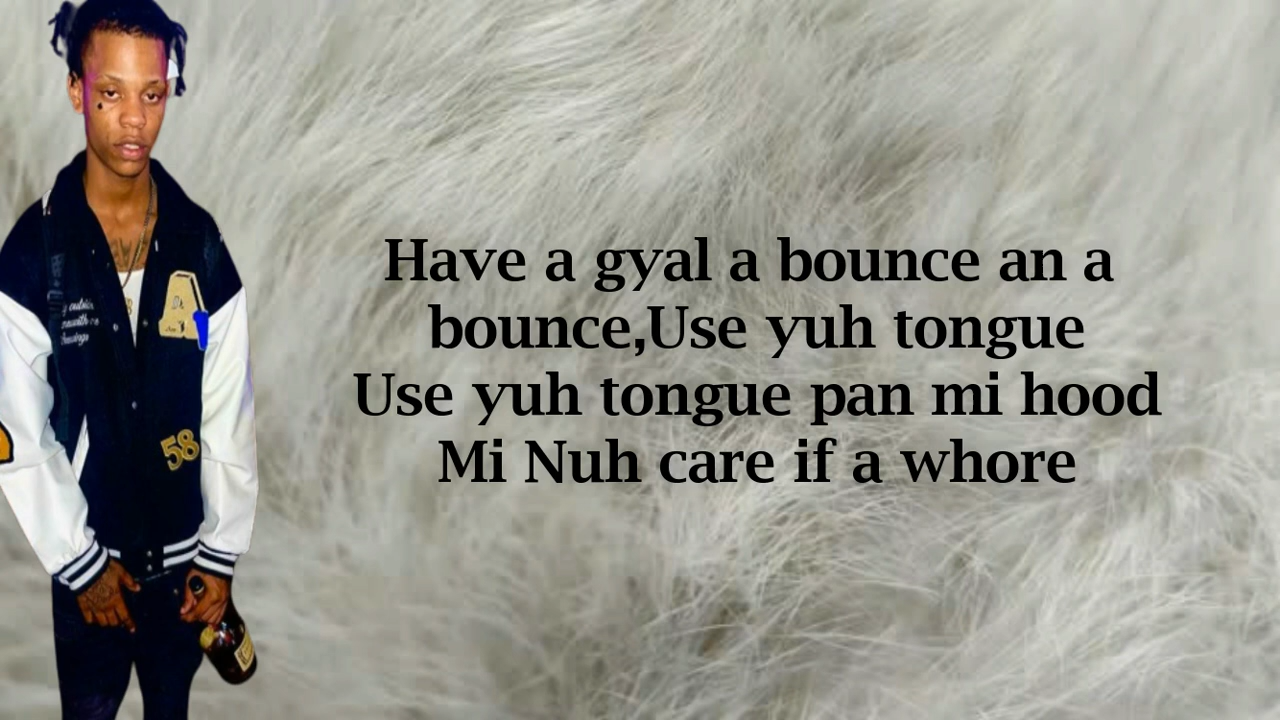 Have a gyal a bounce an a
bounce,Use yuh tongue
Use yuh tongue pan mi hood
Mi Nuh care if a whore
58